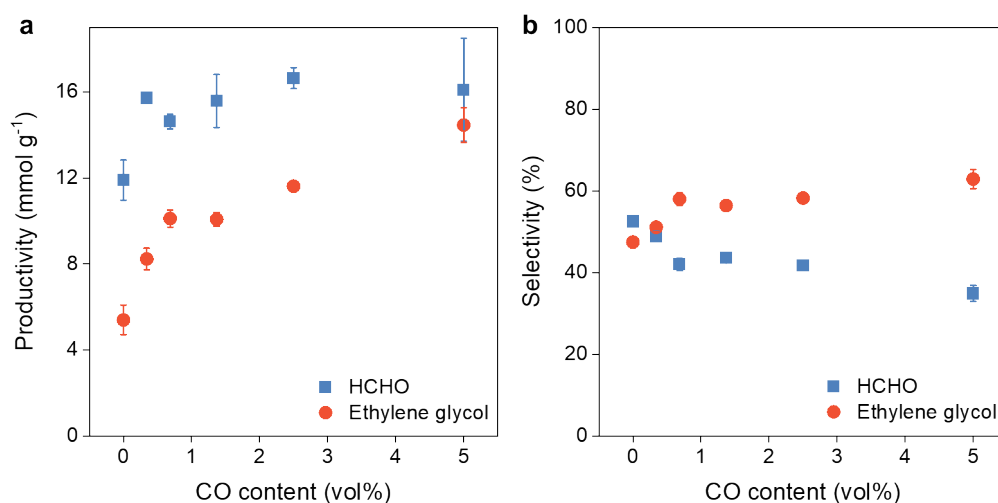 a
Productivity (mmol g⁻¹)
16
12
8
4
0
0 1 2 3 4 5
CO content (vol%)
HCHO
Ethylene glycol
b
Selectivity (%)
100
80
60
40
20
0
0 1 2 3 4 5
CO content (vol%)
HCHO
Ethylene glycol